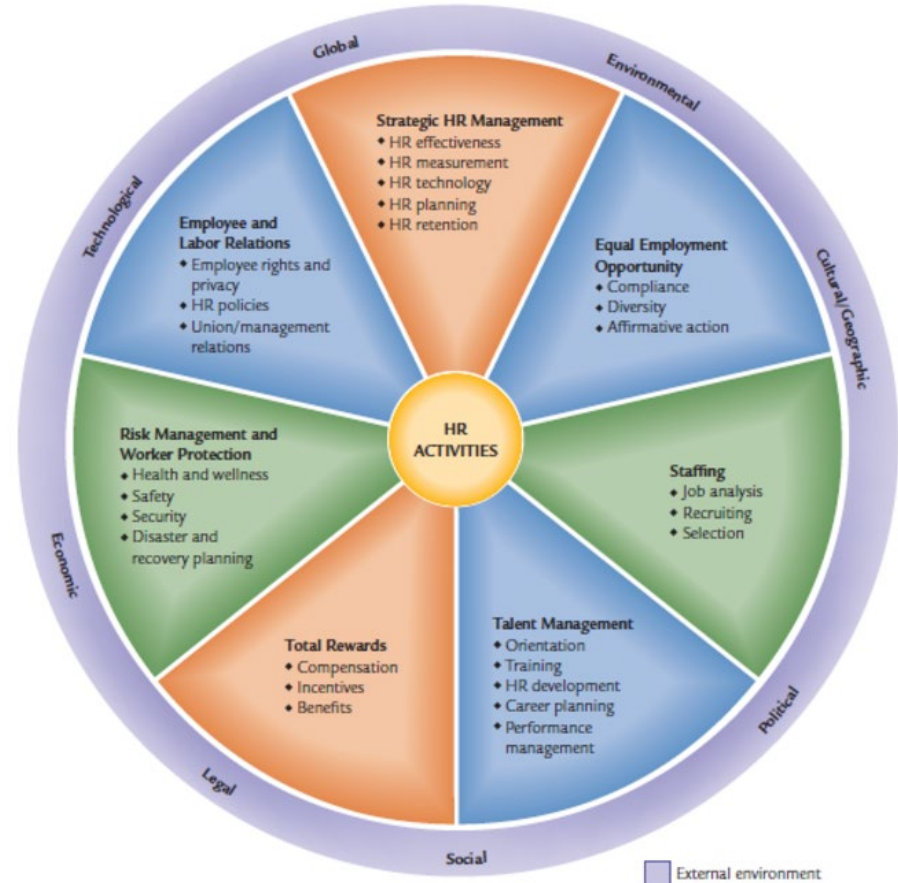 Global
Environmental
Technological
Cultural/Geographic
Economic
Political
Legal
Social
Strategic HR Management
◆ HR effectiveness
◆ HR measurement
◆ HR technology
◆ HR planning
◆ HR retention
Employee and
Labor Relations
◆ Employee rights and
privacy
◆ HR policies
◆ Union/management
relations
Equal Employment
Opportunity
◆ Compliance
◆ Diversity
◆ Affirmative action
HR
ACTIVITIES
Risk Management and
Worker Protection
◆ Health and wellness
◆ Safety
◆ Security
◆ Disaster and
recovery planning
Staffing
◆ Job analysis
◆ Recruiting
◆ Selection
Total Rewards
◆ Compensation
◆ Incentives
◆ Benefits
Talent Management
◆ Orientation
◆ Training
◆ HR development
◆ Career planning
◆ Performance
management
External environment